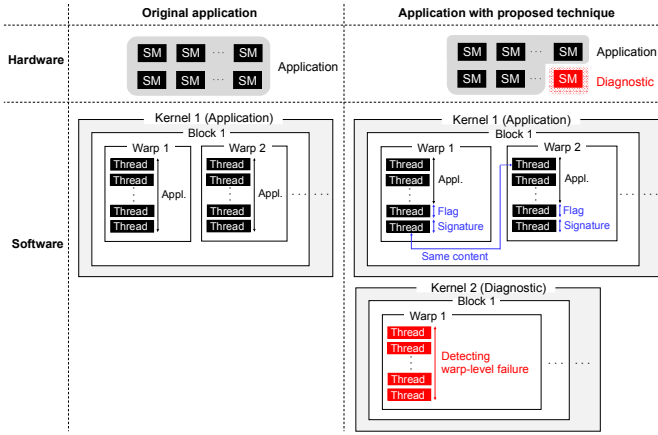 Original application
Application with proposed technique
Hardware
SM SM ··· SM
SM SM ··· SM
Application
SM SM ··· SM
SM SM ··· SM
Application
Diagnostic
Software
Kernel 1 (Application)
Block 1
Warp 1
Thread
Thread
Thread
Thread
Appl.
Warp 2
Thread
Thread
Thread
Thread
Appl.
Kernel 1 (Application)
Block 1
Warp 1
Thread
Thread
Thread
Thread
Appl.
Flag
Signature
Warp 2
Thread
Thread
Thread
Thread
Appl.
Flag
Signature
Same content
Kernel 2 (Diagnostic)
Block 1
Warp 1
Thread
Thread
Thread
Thread
Detecting
warp-level failure